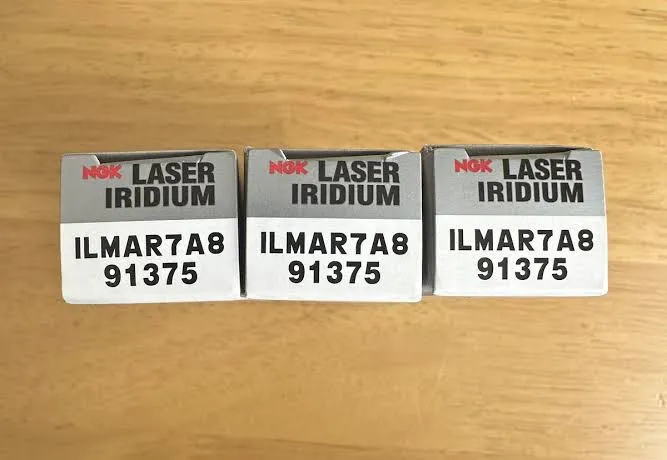 NGK LASER
IRIDIUM
ILMAR7A8
91375
NGK LASER
IRIDIUM
ILMAR7A8
91375
NGK LASER
IRIDIUM
ILMAR7A8
91375